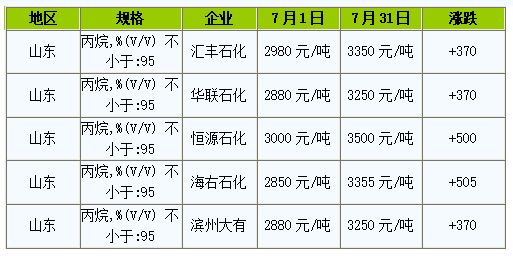 地区 规格 企业 7月1日 7月31日 涨跌
山东 丙烷,%(V/V) 不小于:95 汇丰石化 2980 元/吨 3350 元/吨 +370
山东 丙烷,%(V/V) 不小于:95 华联石化 2880 元/吨 3250 元/吨 +370
山东 丙烷,%(V/V) 不小于:95 恒源石化 3000 元/吨 3500 元/吨 +500
山东 丙烷,%(V/V) 不小于:95 海右石化 2850 元/吨 3355 元/吨 +505
山东 丙烷,%(V/V) 不小于:95 滨州大有 2880 元/吨 3250 元/吨 +370